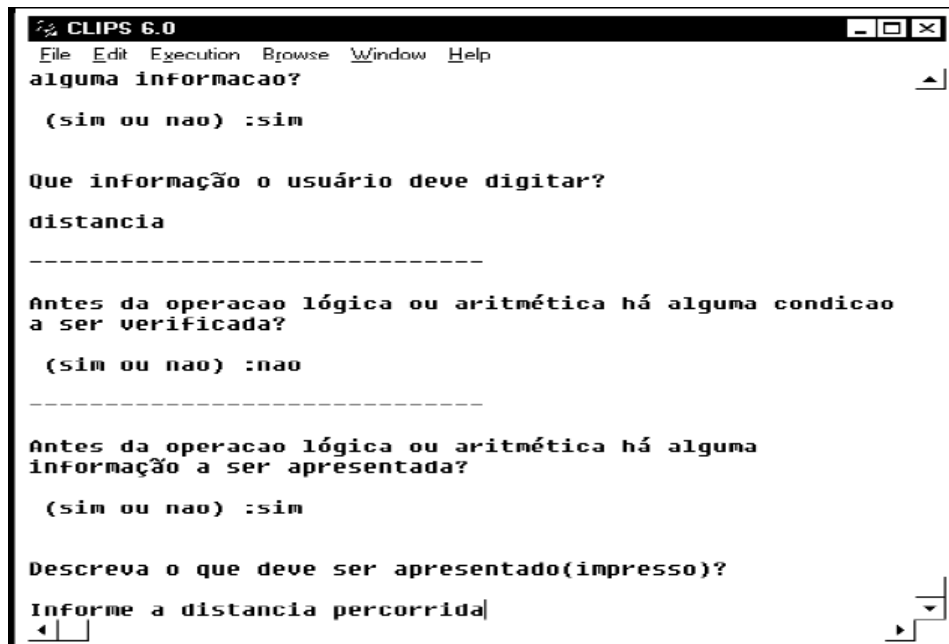 CLIPS 6.0
File Edit Execution Browse Window Help
alguma informacao?
(sim ou nao) :sim
Que informação o usuário deve digitar?
distancia
------------------------------
Antes da operacao lógica ou aritmética há alguma condicao
a ser verificada?
(sim ou nao) :nao
------------------------------
Antes da operacao lógica ou aritmética há alguma
informação a ser apresentada?
(sim ou nao) :sim
Descreva o que deve ser apresentado(impresso)?
Informe a distancia percorrida